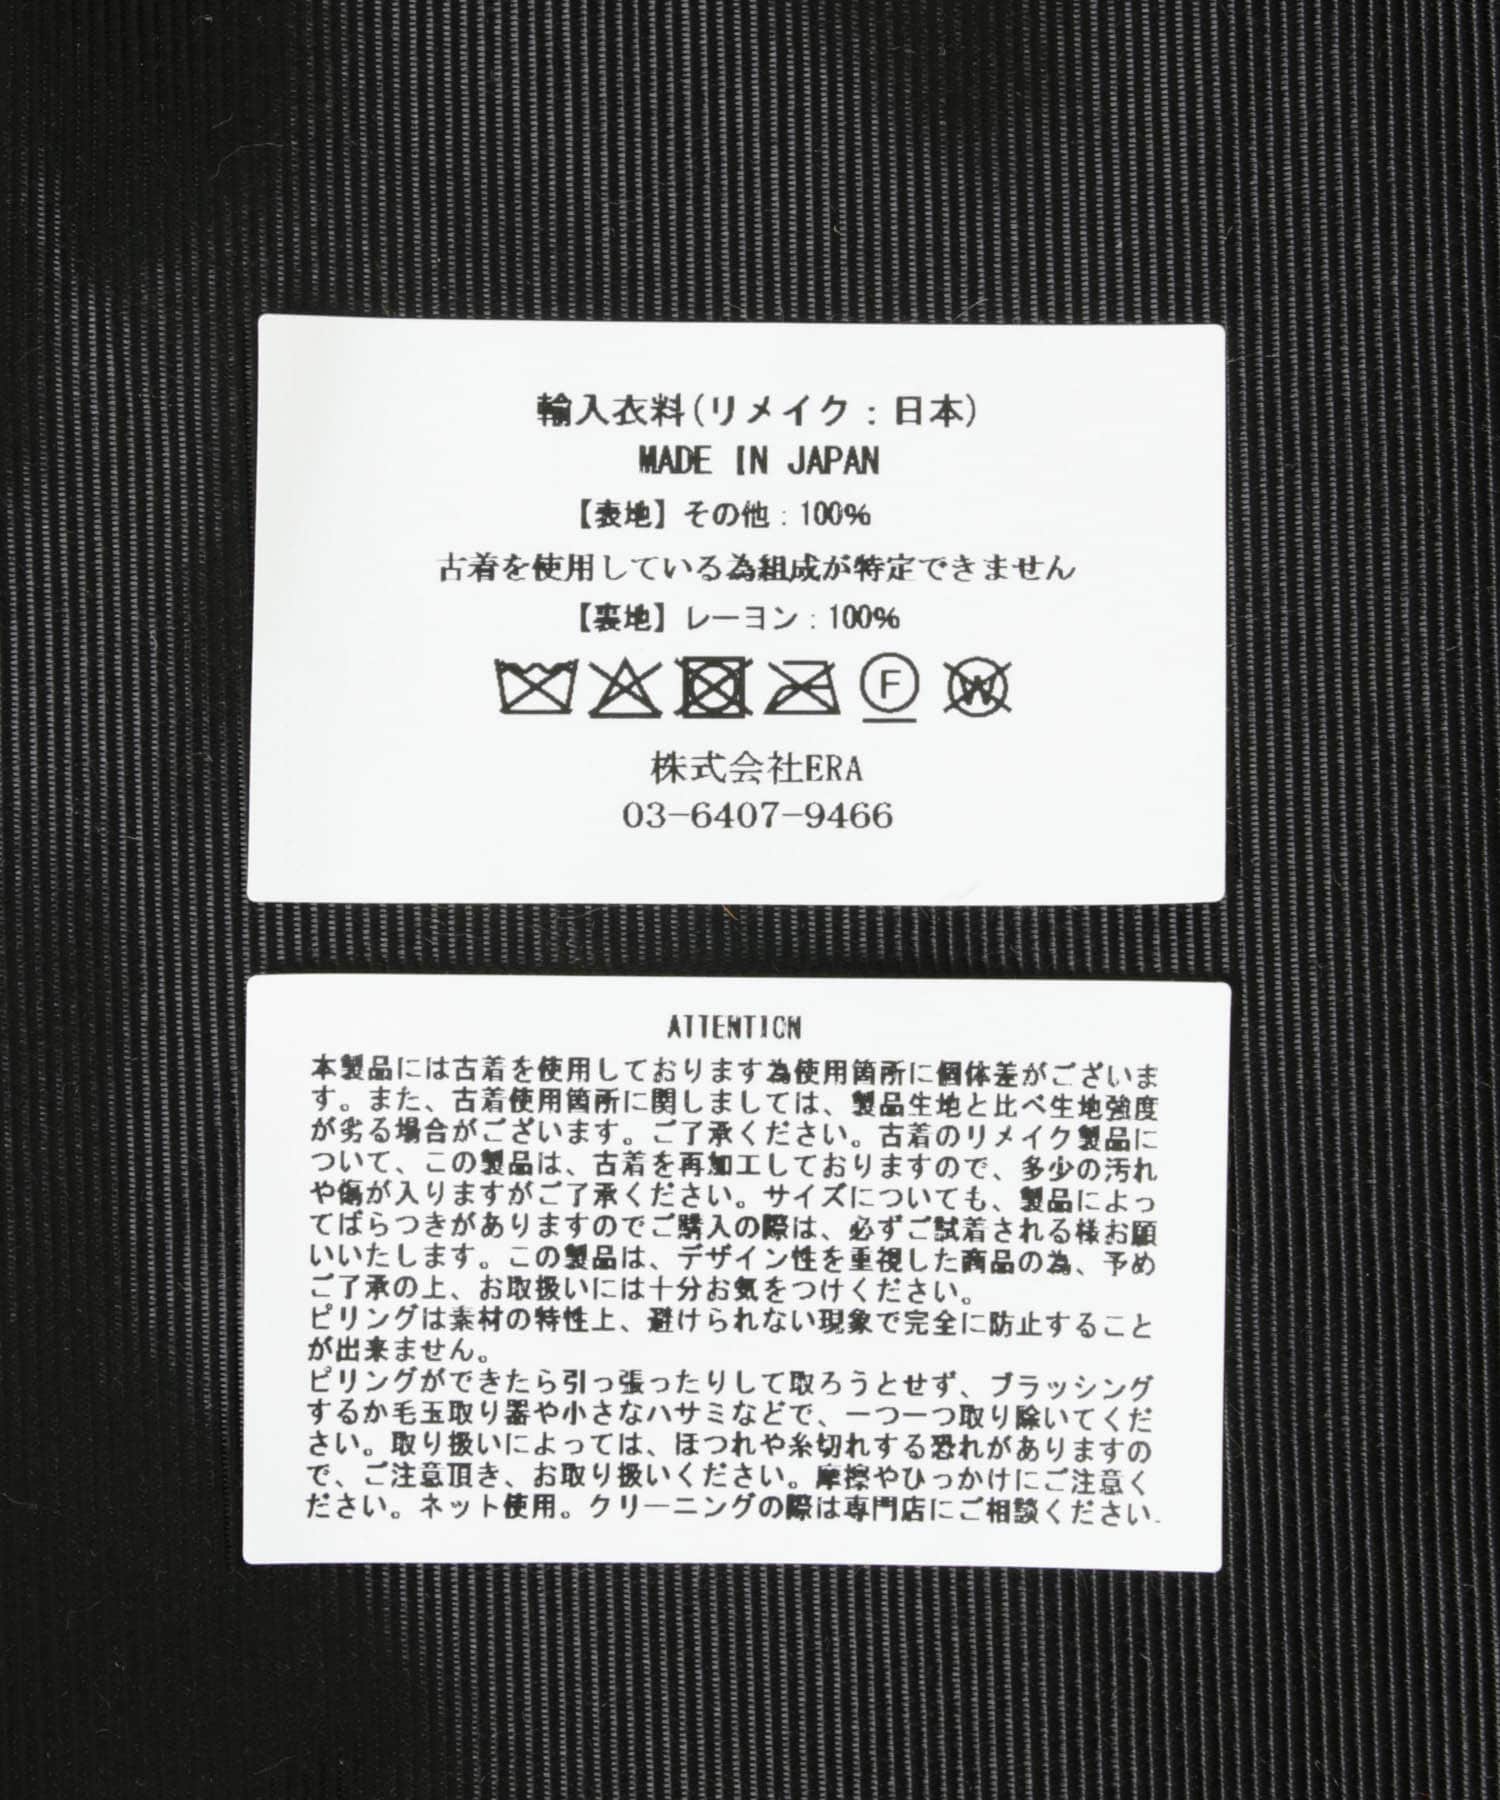 輸入衣料(リメイク：日本)
MADE IN JAPAN
【表地】その他：100%
古着を使用している為組成が特定できません
【裏地】レーヨン：100%
F W
株式会社ERA
03-6407-9466
ATTENTION
本製品には古着を使用しております為使用箇所に個体差がございま
す。また、古着使用箇所に関しましては、製品生地と比べ生地強度
が劣る場合がございます。ご了承ください。古着のリメイク製品に
ついて、この製品は、古着を再加工しておりますので、多少の汚れ
や傷が入りますがご了承ください。サイズについても、製品によっ
てばらつきがありますのでご購入の際は、必ずご試着される様お願
いいたします。この製品は、デザイン性を重視した商品の為、予め
ご了承の上、お取扱いには十分お気をつけください。
ピリングは素材の特性上、避けられない現象で完全に防止すること
が出来ません。
ピリングができたら引っ張ったりして取ろうとせず、ブラッシング
するか毛玉取り器や小さなハサミなどで、一つ一つ取り除いてくだ
さい。取り扱いによっては、ほつれや糸切れする恐れがありますの
で、ご注意頂き、お取り扱いください。摩擦やひっかけにご注意く
ださい。ネット使用。クリーニングの際は専門店にご相談ください.